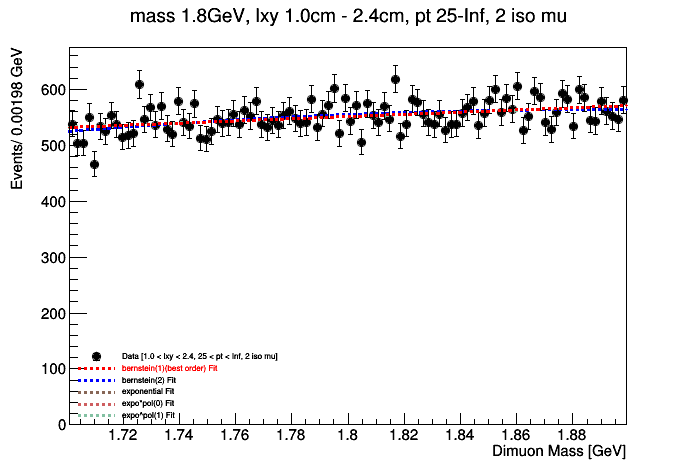 mass 1.8GeV, lxy 1.0cm - 2.4cm, pt 25-Inf, 2 iso mu
Events/ 0.00198 GeV
600
500
400
300
200
100
0
Data [1.0 < lxy < 2.4, 25 < pt < Inf, 2 iso mu]
bernstein(1)(best order) Fit
bernstein(2) Fit
exponential Fit
expo*pol(0) Fit
expo*pol(1) Fit
1.72 1.74 1.76 1.78 1.8 1.82 1.84 1.86 1.88
Dimuon Mass [GeV]